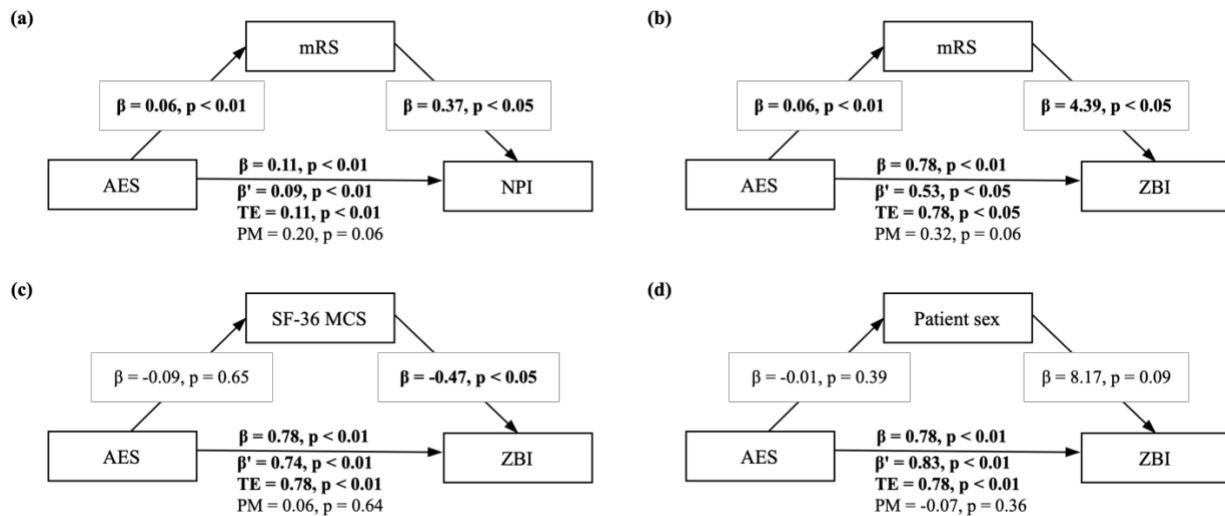 (a)
mRS
β = 0.06, p < 0.01
β = 0.37, p < 0.05
AES
β = 0.11, p < 0.01
β' = 0.09, p < 0.01
TE = 0.11, p < 0.01
PM = 0.20, p = 0.06
NPI
(b)
mRS
β = 0.06, p < 0.01
β = 4.39, p < 0.05
AES
β = 0.78, p < 0.01
β' = 0.53, p < 0.05
TE = 0.78, p < 0.05
PM = 0.32, p = 0.06
ZBI
(c)
SF-36 MCS
β = -0.09, p = 0.65
β = -0.47, p < 0.05
AES
β = 0.78, p < 0.01
β' = 0.74, p < 0.01
TE = 0.78, p < 0.01
PM = 0.06, p = 0.64
ZBI
(d)
Patient sex
β = -0.01, p = 0.39
β = 8.17, p = 0.09
AES
β = 0.78, p < 0.01
β' = 0.83, p < 0.01
TE = 0.78, p < 0.01
PM = -0.07, p = 0.36
ZBI